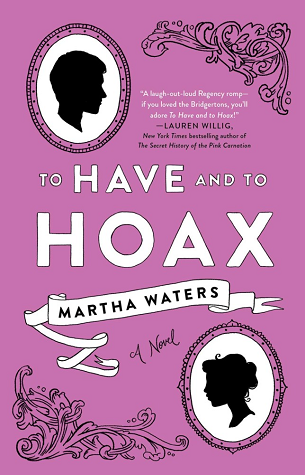 "A laugh-out-loud Regency romp—
if you loved the Bridgertons, you'll
adore To Have and to Hoax!"
—LAUREN WILLIG,
New York Times bestselling author of
The Secret History of the Pink Carnation
TO HAVE AND TO
HOAX
MARTHA WATERS
A Novel